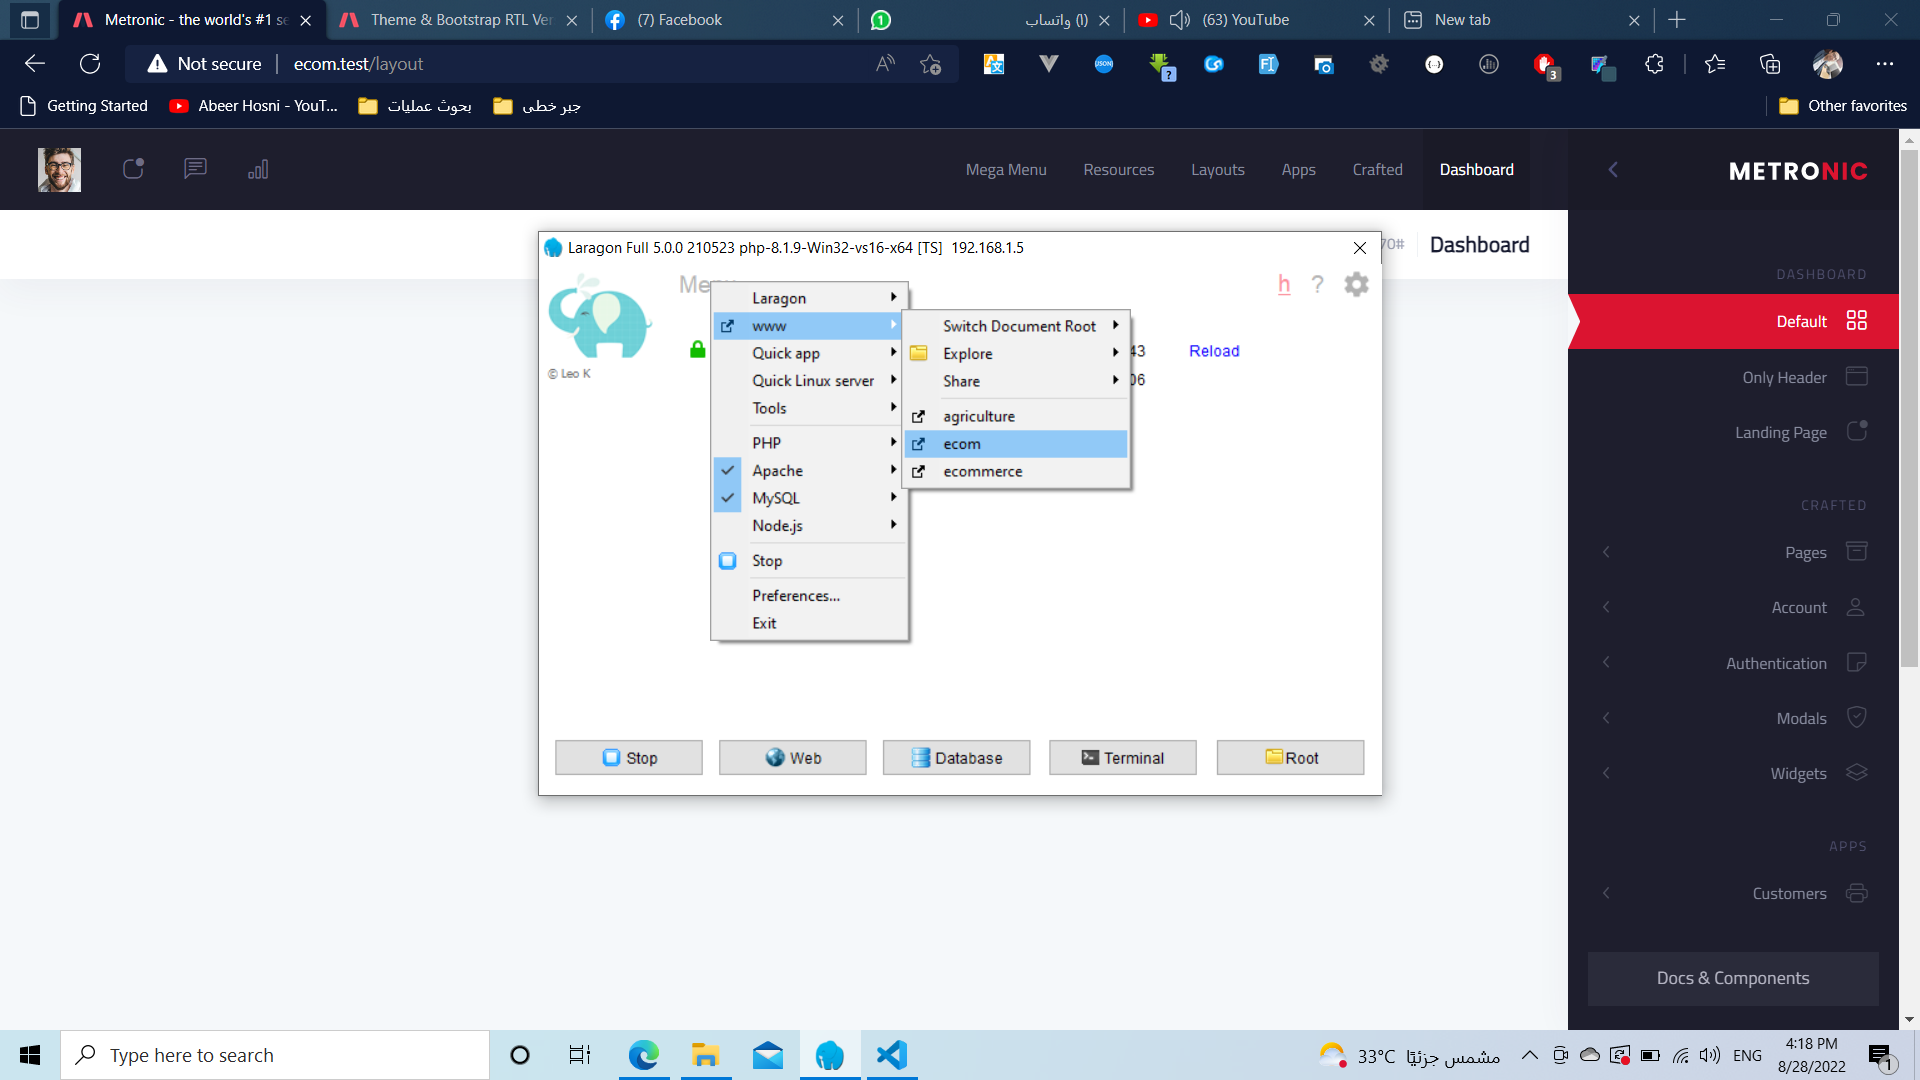 Metronic - the world's #1 se
Theme & Bootstrap RTL Ver
(7) Facebook
1
(1) واتساب
(63) YouTube
New tab
Not secure
ecom.test/layout
JSON
?
3
Getting Started
Abeer Hosni - YouT...
بحوث عمليات
جبر خطى
Other favorites
Mega Menu
Resources
Layouts
Apps
Crafted
Dashboard
METRONIC
70#
Dashboard
Laragon Full 5.0.0 210523 php-8.1.9-Win32-vs16-x64 [TS] 192.168.1.5
h ?
© Leo K
Laragon
www
Quick app
Quick Linux server
Tools
PHP
Apache
MySQL
Node.js
Stop
Preferences...
Exit
Switch Document Root
Explore
Share
agriculture
ecom
ecommerce
43
Reload
06
Stop
Web
Database
Terminal
Root
DASHBOARD
Default
Only Header
Landing Page
CRAFTED
Pages
Account
Authentication
Modals
Widgets
APPS
Customers
Docs & Components
Type here to search
33°C مشمس جزئيًا
ENG
4:18 PM
8/28/2022
1